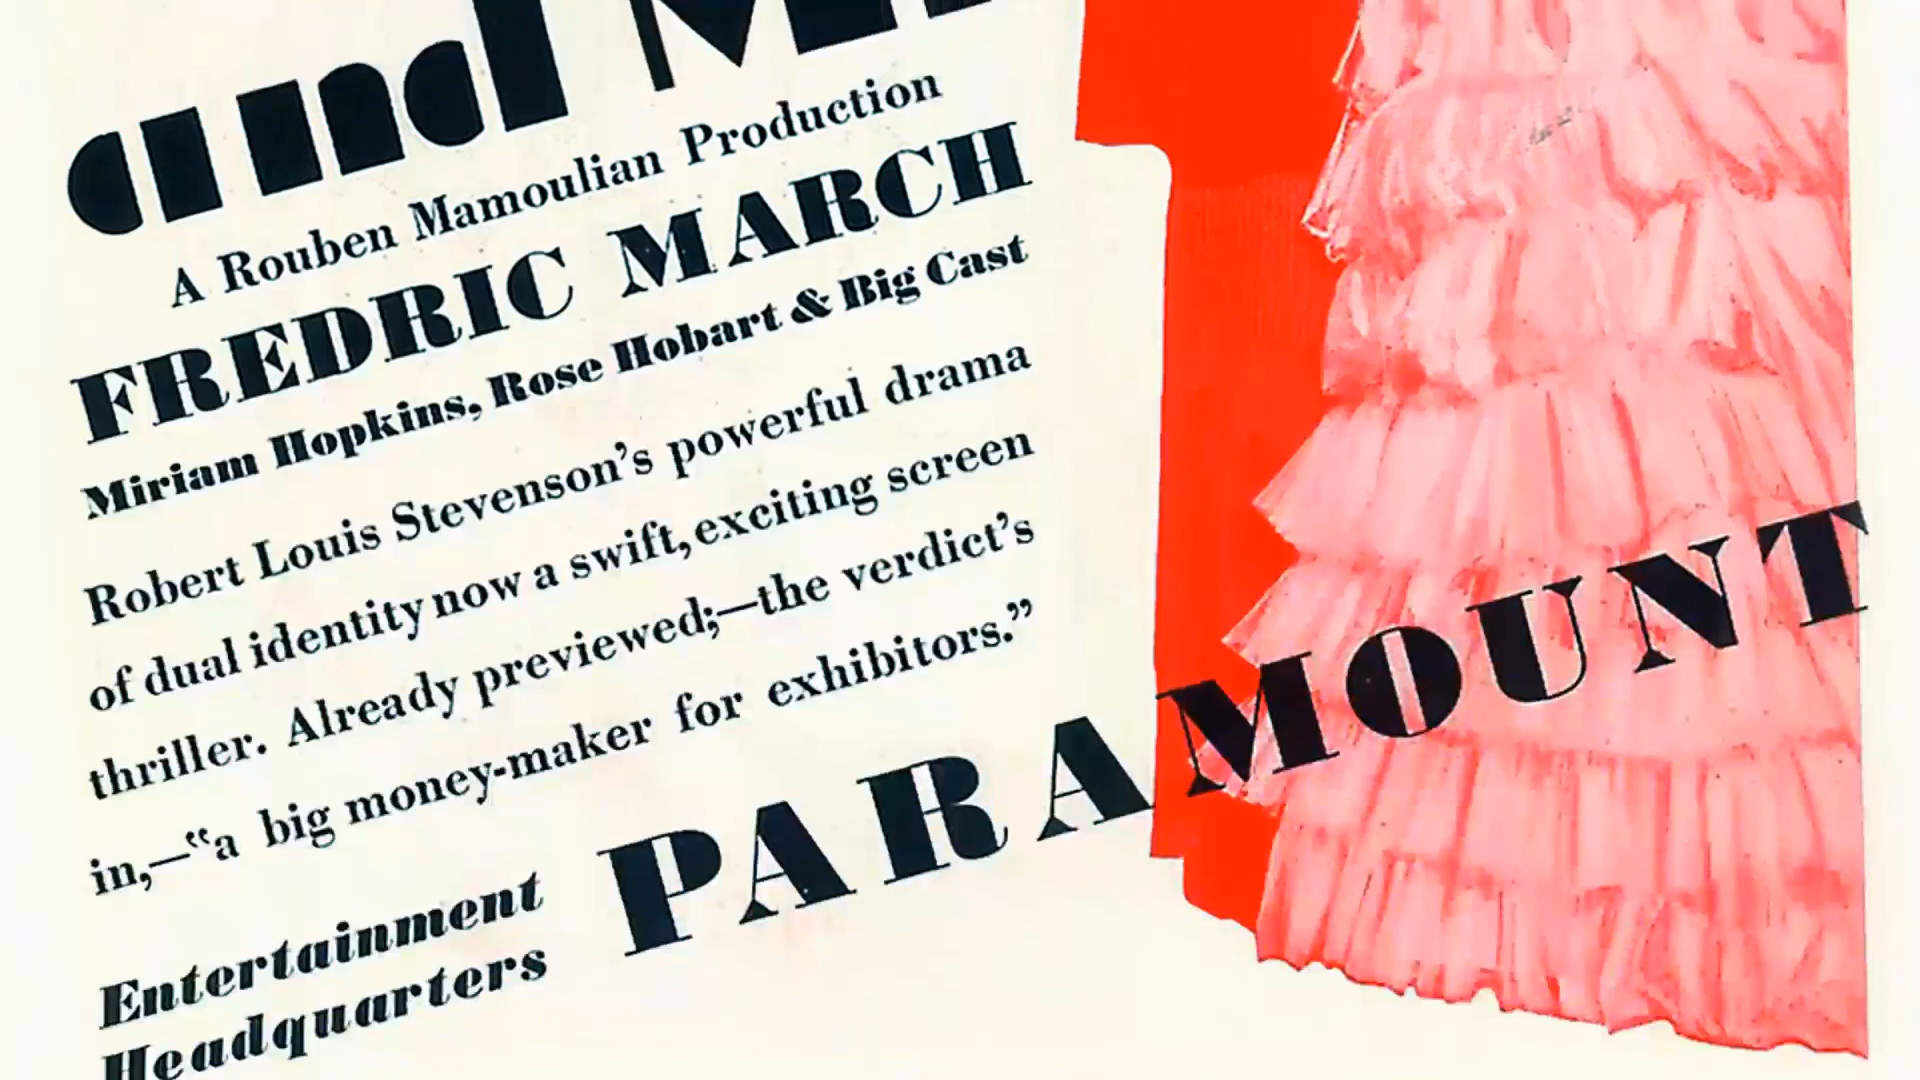 and M
A Rouben Mamoulian Production
FREDRIC MARCH
Miriam Hopkins, Rose Hobart & Big Cast
Robert Louis Stevenson's powerful drama
of dual identity now a swift, exciting screen
thriller. Already previewed;—the verdict's
in,—“a big money-maker for exhibitors.”
Entertainment
Headquarters
PARAMOUNT